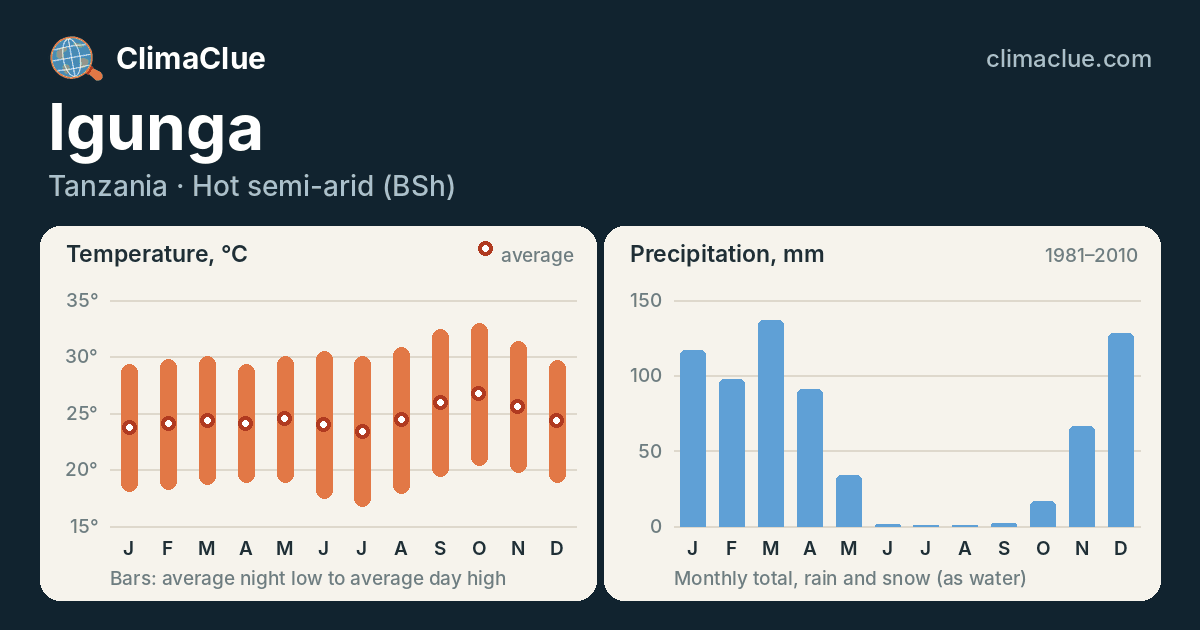 ClimaClue
climaclue.com
Igunga
Tanzania · Hot semi-arid (BSh)
Temperature, °C
average
35°
30°
25°
20°
15°
J F M A M J J A S O N D
Bars: average night low to average day high
Precipitation, mm
1981–2010
150
100
50
0
J F M A M J J A S O N D
Monthly total, rain and snow (as water)